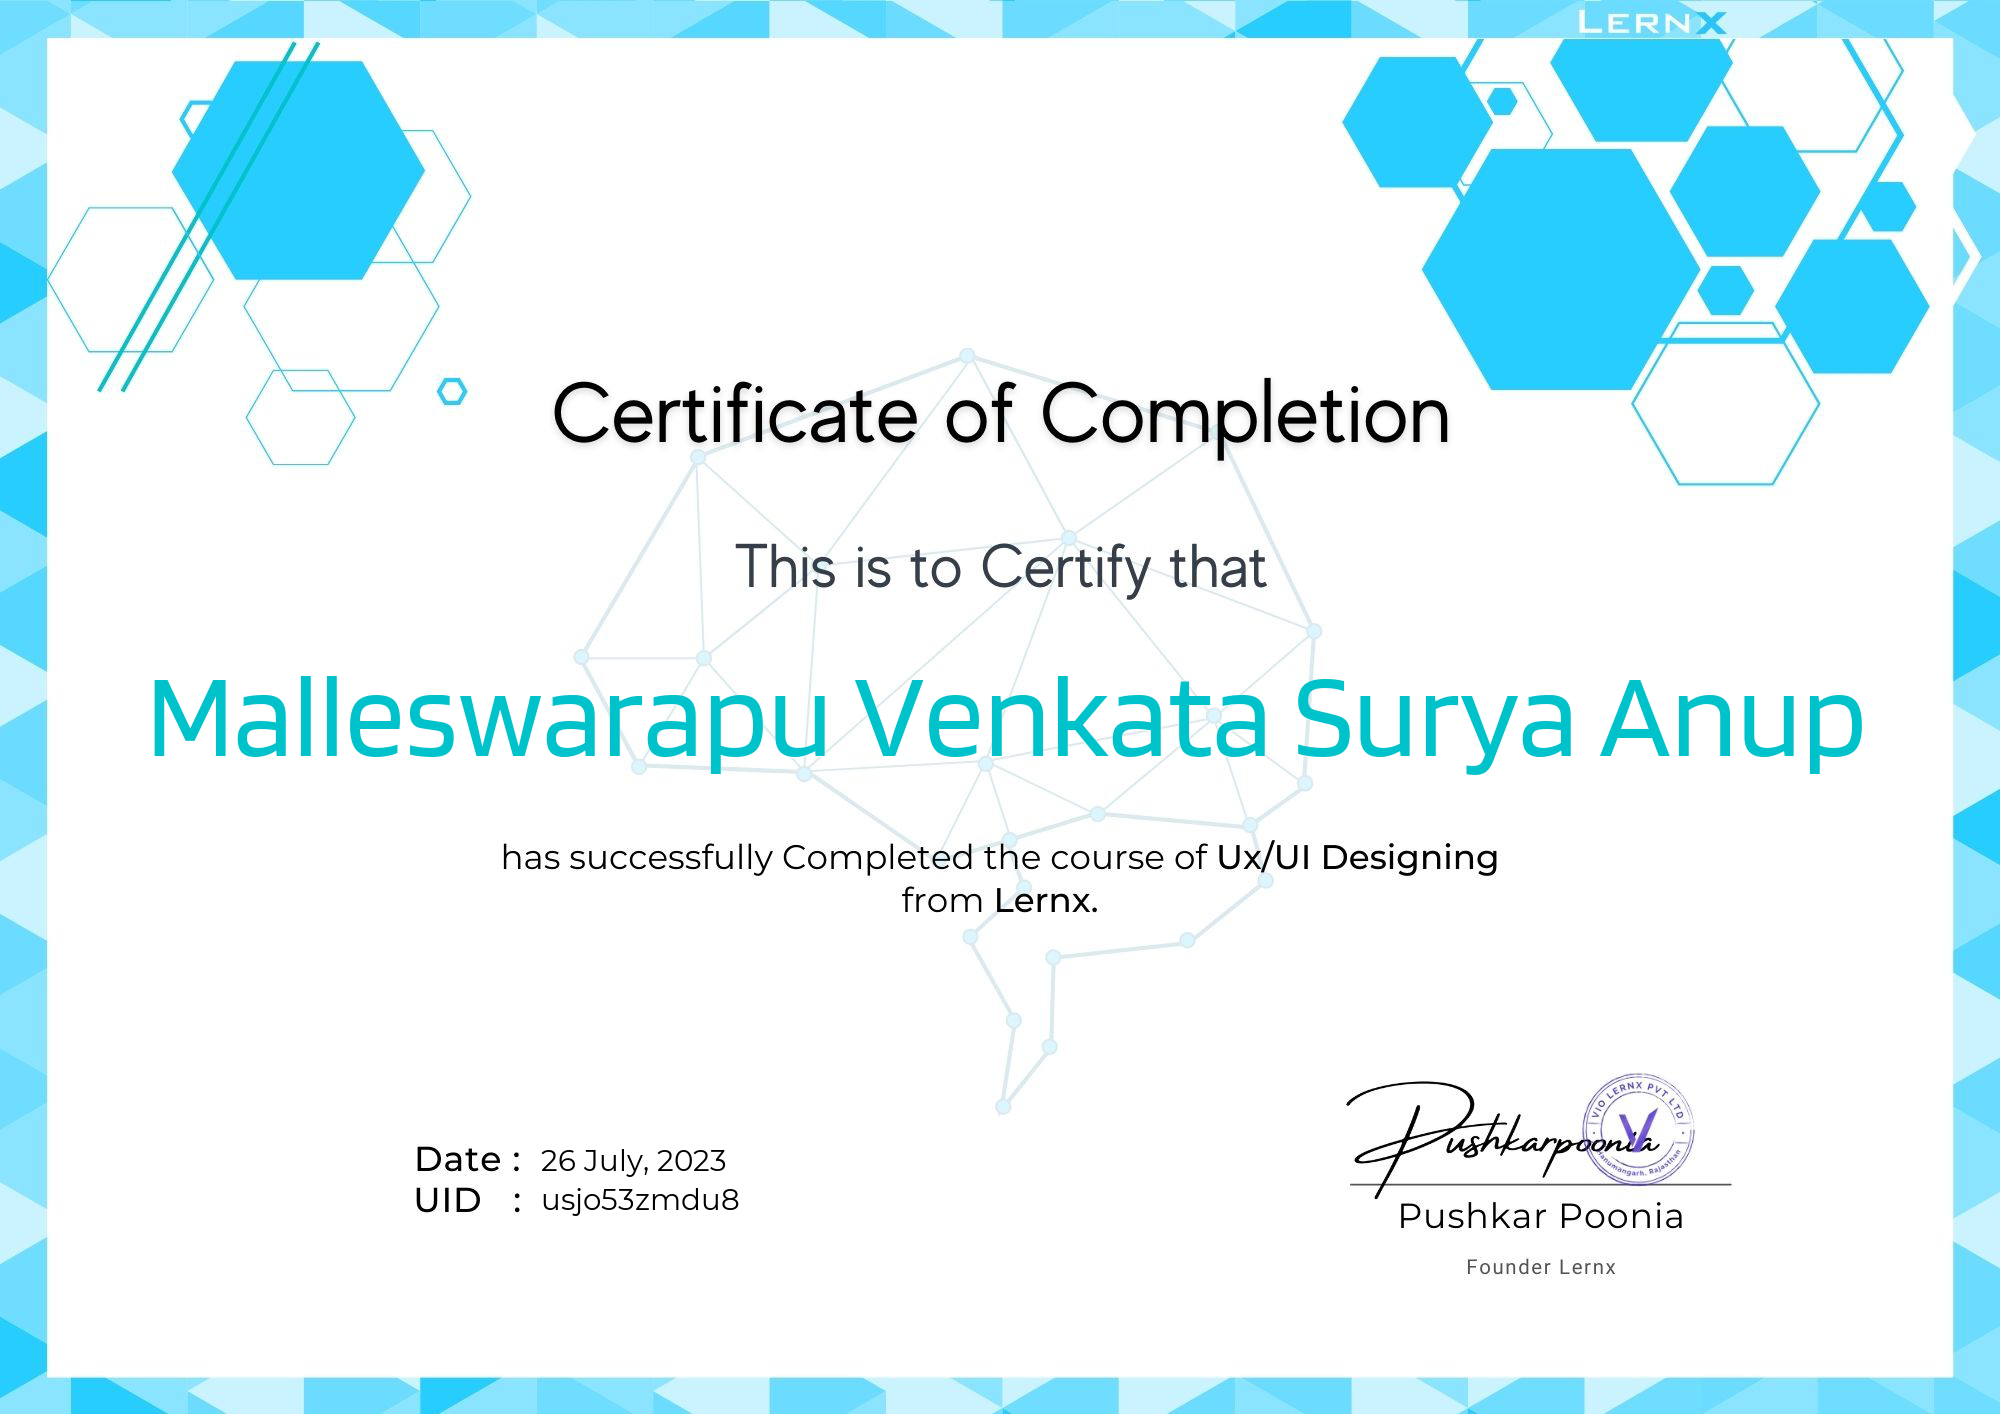 LERNX
Certificate of Completion
This is to Certify that
Malleswarapu Venkata Surya Anup
has successfully Completed the course of Ux/UI Designing
from Lernx.
Date : 26 July, 2023
UID : usjo53zmdu8
Pushkarpoonia
VIO LERNX PVT LTD
Hanumangarh, Rajasthan
Pushkar Poonia
Founder Lernx